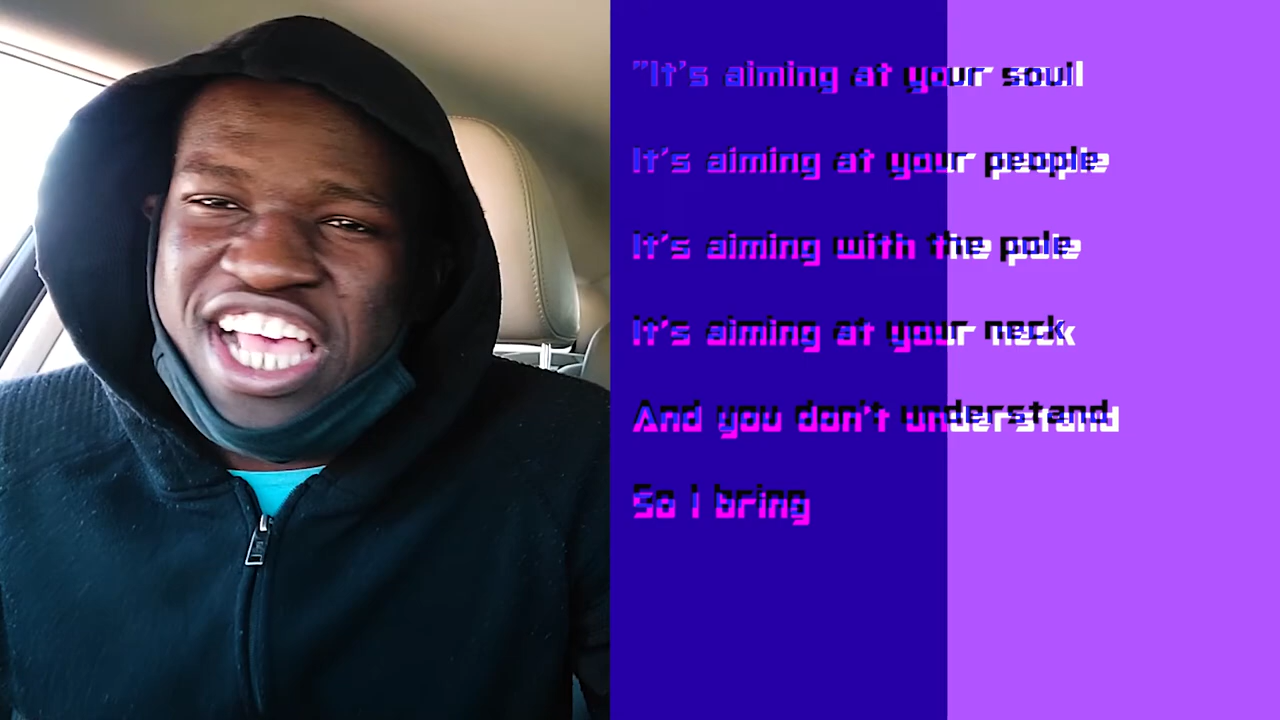 "It's aiming at your soul
It's aiming at your people
It's aiming with the pole
It's aiming at your neck
And you don't understand
So I bring